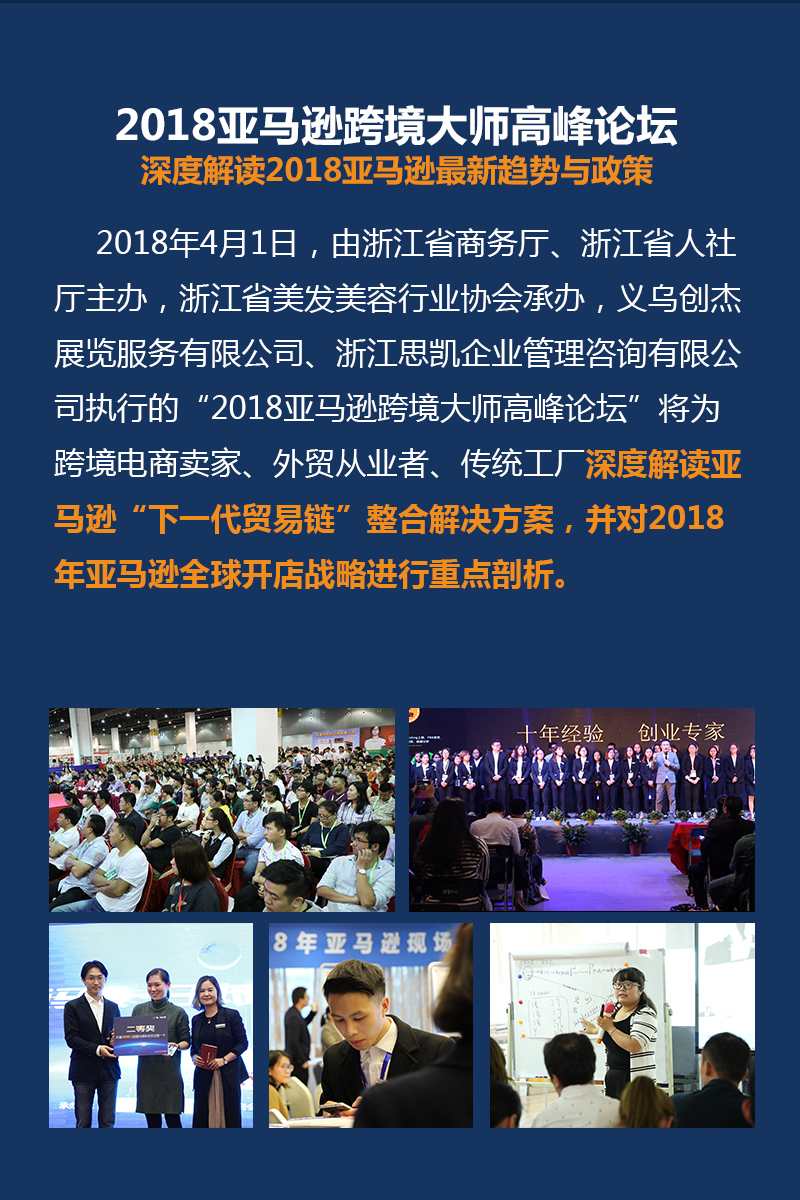 2018亚马逊跨境大师高峰论坛
深度解读2018亚马逊最新趋势与政策
2018年4月1日，由浙江省商务厅、浙江省人社
厅主办，浙江省美发美容行业协会承办，义乌创杰
展览服务有限公司、浙江思凯企业管理咨询有限公
司执行的“2018亚马逊跨境大师高峰论坛”将为
跨境电商卖家、外贸从业者、传统工厂深度解读亚
马逊“下一代贸易链”整合解决方案，并对2018
年亚马逊全球开店战略进行重点剖析。
十年经验 创业专家
二等奖
8年亚马逊现场